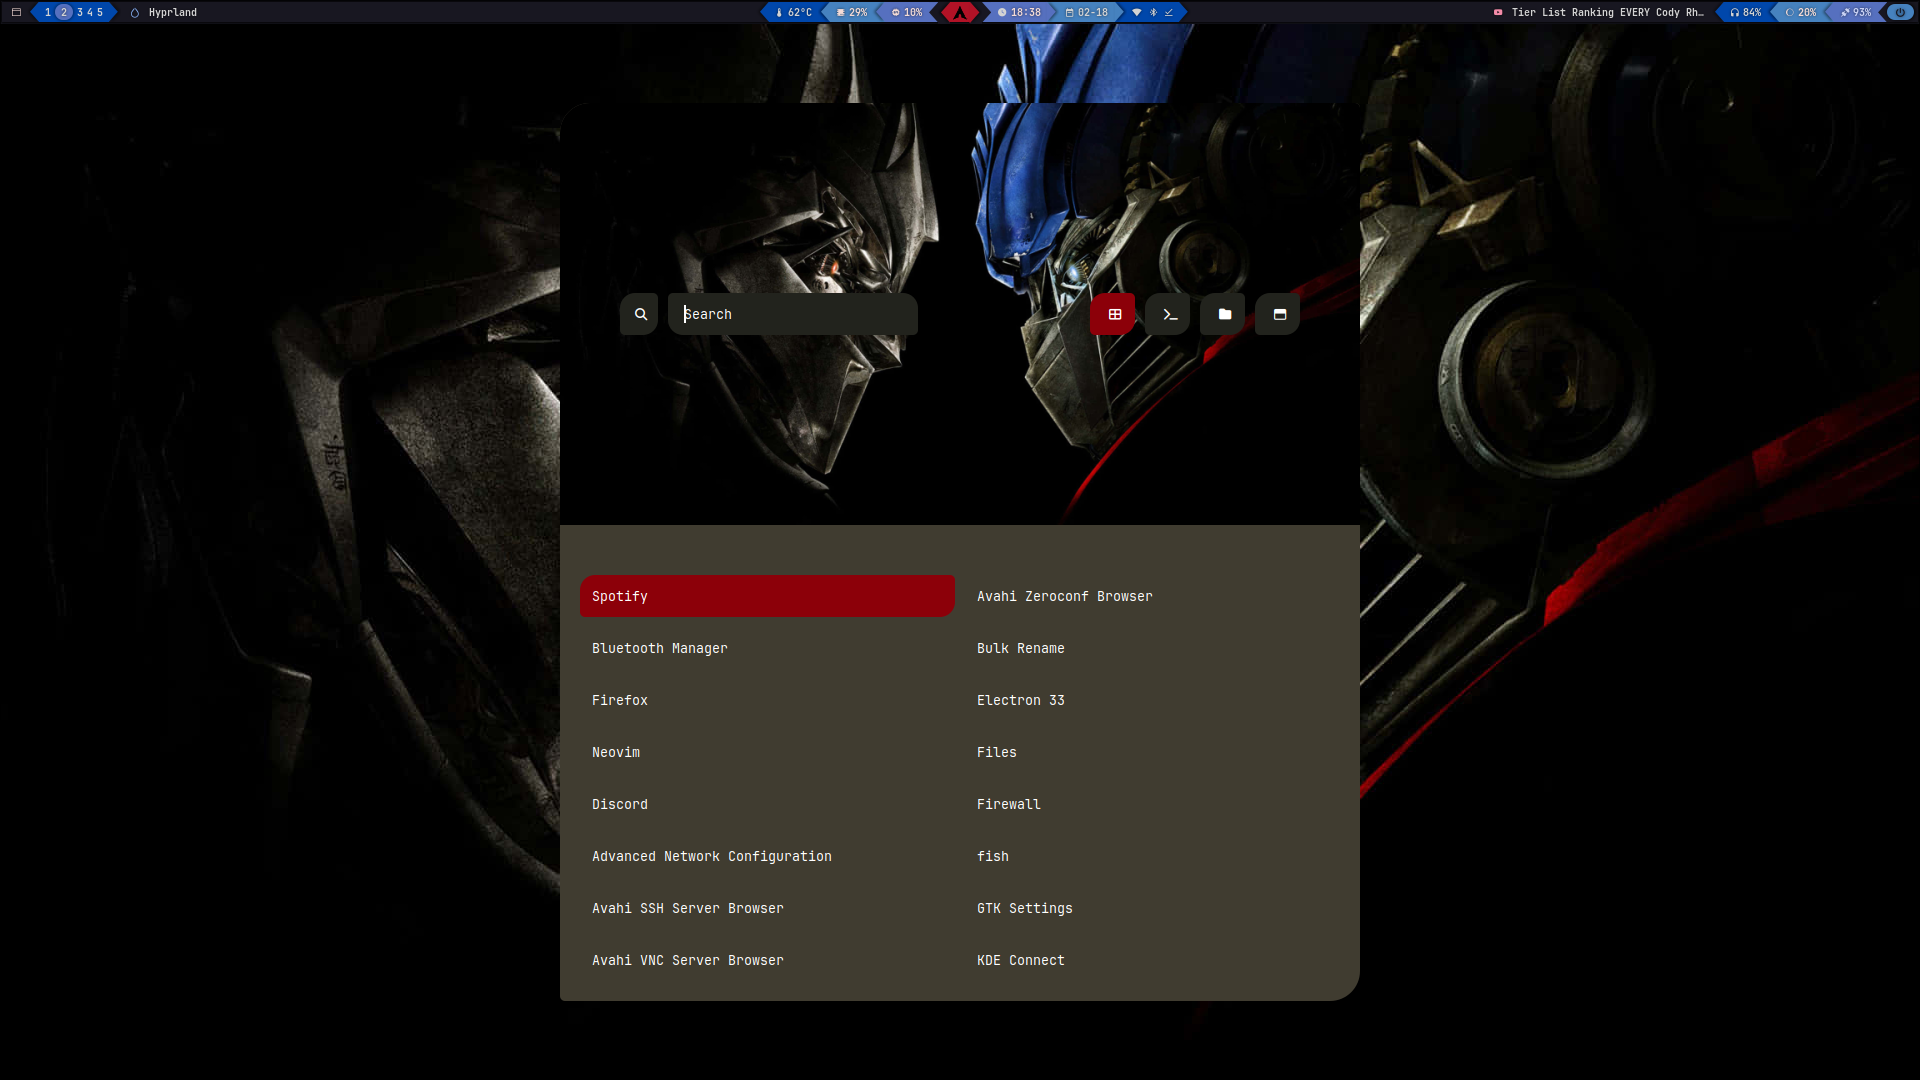 1 2 3 4 5
Hyprland
62°C
29%
10%
18:38
02-18
Tier List Ranking EVERY Cody Rh…
84%
20%
93%
Search
Spotify
Avahi Zeroconf Browser
Bluetooth Manager
Bulk Rename
Firefox
Electron 33
Neovim
Files
Discord
Firewall
Advanced Network Configuration
fish
Avahi SSH Server Browser
GTK Settings
Avahi VNC Server Browser
KDE Connect